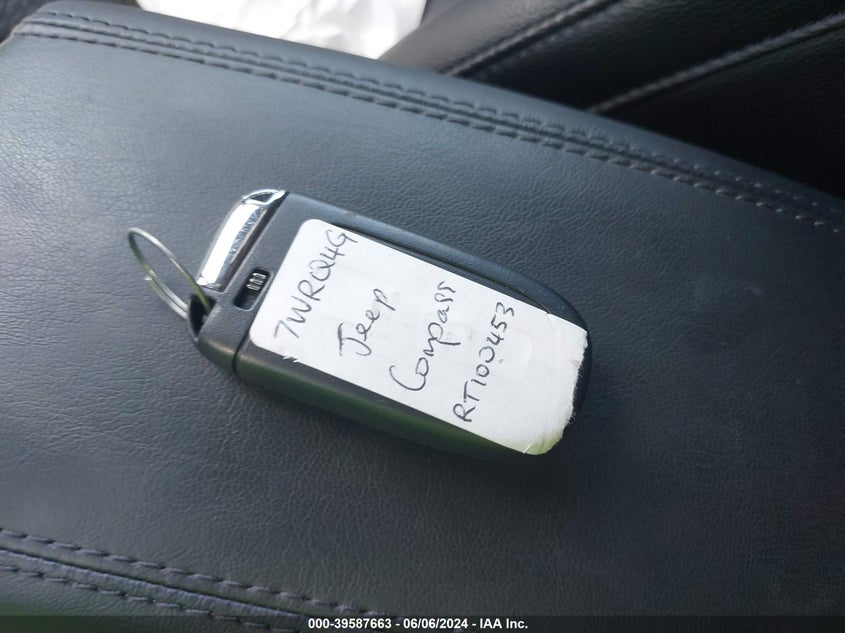 7WRQ4G
Jeep
Compass
RT100453
000-39587663 - 06/06/2024 - IAA Inc.